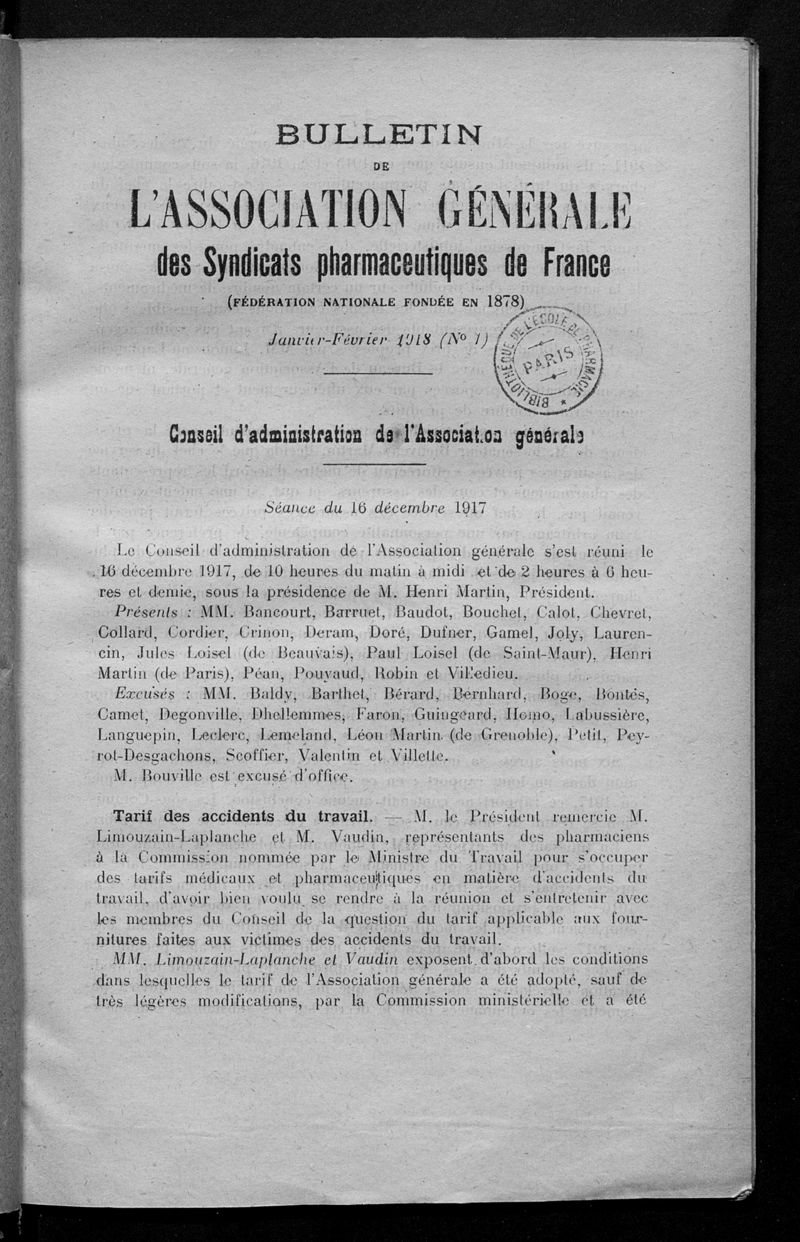 BULLETIN
DE
L'ASSOCIATION GÉNÉRALE
des Syndicats pharmaceutiques de France
(FÉDÉRATION NATIONALE FONDÉE EN 1878)
Janvier-Février 1918 (No 1)
BIBLIOTHÈQUE DE L'ÉCOLE DE PHARMACIE
PARIS
Conseil d'administration de l'Association générale
Séance du 16 décembre 1917
Le Conseil d'administration de l'Association générale s'est réuni le
16 décembre 1917, de 10 heures du matin à midi et de 2 heures à 6 heu-
res et demie, sous la présidence de M. Henri Martin, Président.
Présents : MM. Bancourt, Barruet, Baudot, Bouchet, Calot, Chevret,
Collard, Cordier, Crinon, Deram, Doré, Dufner, Gamel, Joly, Lauren-
cin, Jules Loisel (de Beauvais), Paul Loisel (de Saint-Maur), Henri
Martin (de Paris), Péan, Pouyaud, Robin et Villedieu.
Excusés : MM. Baldy, Barthet, Bérard, Bernhard, Boge, Bontés,
Camet, Degonville, Dhellemmes, Faron, Guingeard, Homo, Labussière,
Languepin, Leclerc, Lemeland, Léon Martin (de Grenoble), Petit, Pey-
rot-Desgachons, Scoffier, Valentin et Villette.
M. Bouville est excusé d'office.
Tarif des accidents du travail. — M. le Président remercie M.
Limouzain-Laplanche et M. Vaudin, représentants des pharmaciens
à la Commission nommée par le Ministre du Travail pour s'occuper
des tarifs médicaux et pharmaceutiques en matière d'accidents du
travail, d'avoir bien voulu se rendre à la réunion et s'entretenir avec
les membres du Conseil de la question du tarif applicable aux four-
nitures faites aux victimes des accidents du travail.
MM. Limouzain-Laplanche et Vaudin exposent d'abord les conditions
dans lesquelles le tarif de l'Association générale a été adopté, sauf de
très légères modifications, par la Commission ministérielle et a été